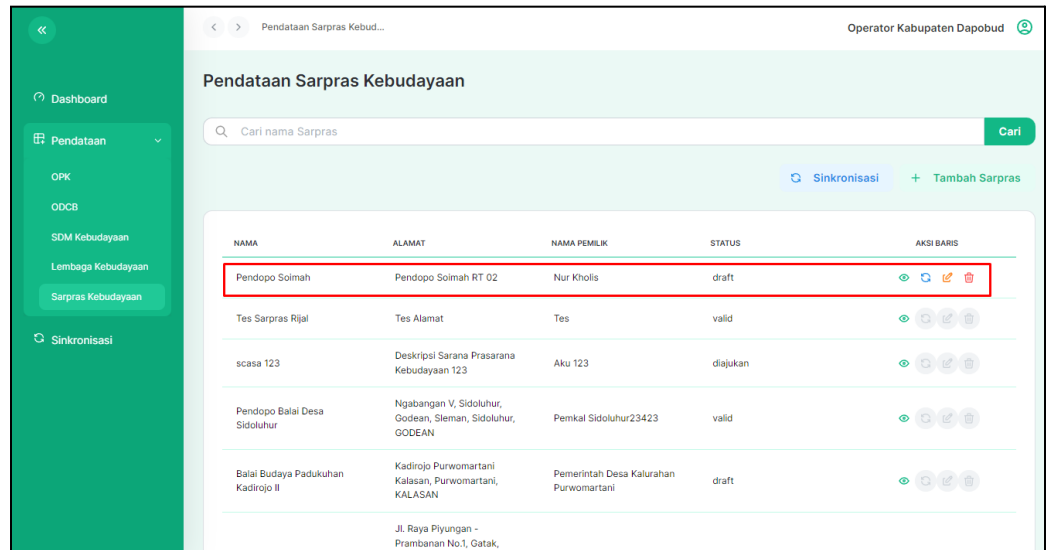 Pendataan Sarpras Kebud...
Operator Kabupaten Dapobud
Dashboard
Pendataan
OPK
ODCB
SDM Kebudayaan
Lembaga Kebudayaan
Sarpras Kebudayaan
Sinkronisasi
Pendataan Sarpras Kebudayaan
Cari nama Sarpras
Cari
Sinkronisasi
+ Tambah Sarpras
NAMA ALAMAT NAMA PEMILIK STATUS AKSI BARIS
Pendopo Soimah Pendopo Soimah RT 02 Nur Kholis draft
Tes Sarpras Rijal Tes Alamat Tes valid
scasa 123
Deskripsi Sarana Prasarana
Kebudayaan 123
Aku 123 diajukan
Pendopo Balai Desa
Sidoluhur
Ngabangan V, Sidoluhur,
Godean, Sleman, Sidoluhur,
GODEAN
Pemkal Sidoluhur23423 valid
Balai Budaya Padukuhan
Kadirojo II
Kadirojo Purwomartani
Kalasan, Purwomartani,
KALASAN
Pemerintah Desa Kalurahan
Purwomartani
draft
Jl. Raya Piyungan -
Prambanan No.1, Gatak,